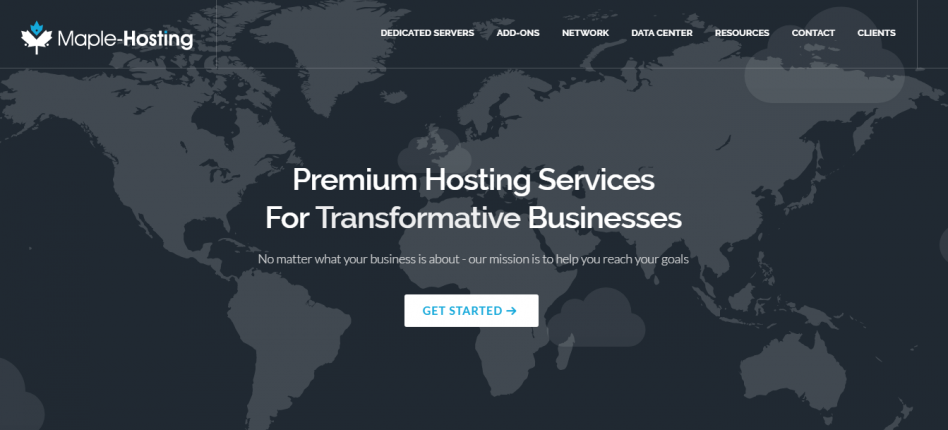 Maple-Hosting
DEDICATED SERVERS ADD-ONS NETWORK DATA CENTER RESOURCES CONTACT CLIENTS
Premium Hosting Services
For Transformative Businesses
No matter what your business is about - our mission is to help you reach your goals
GET STARTED →